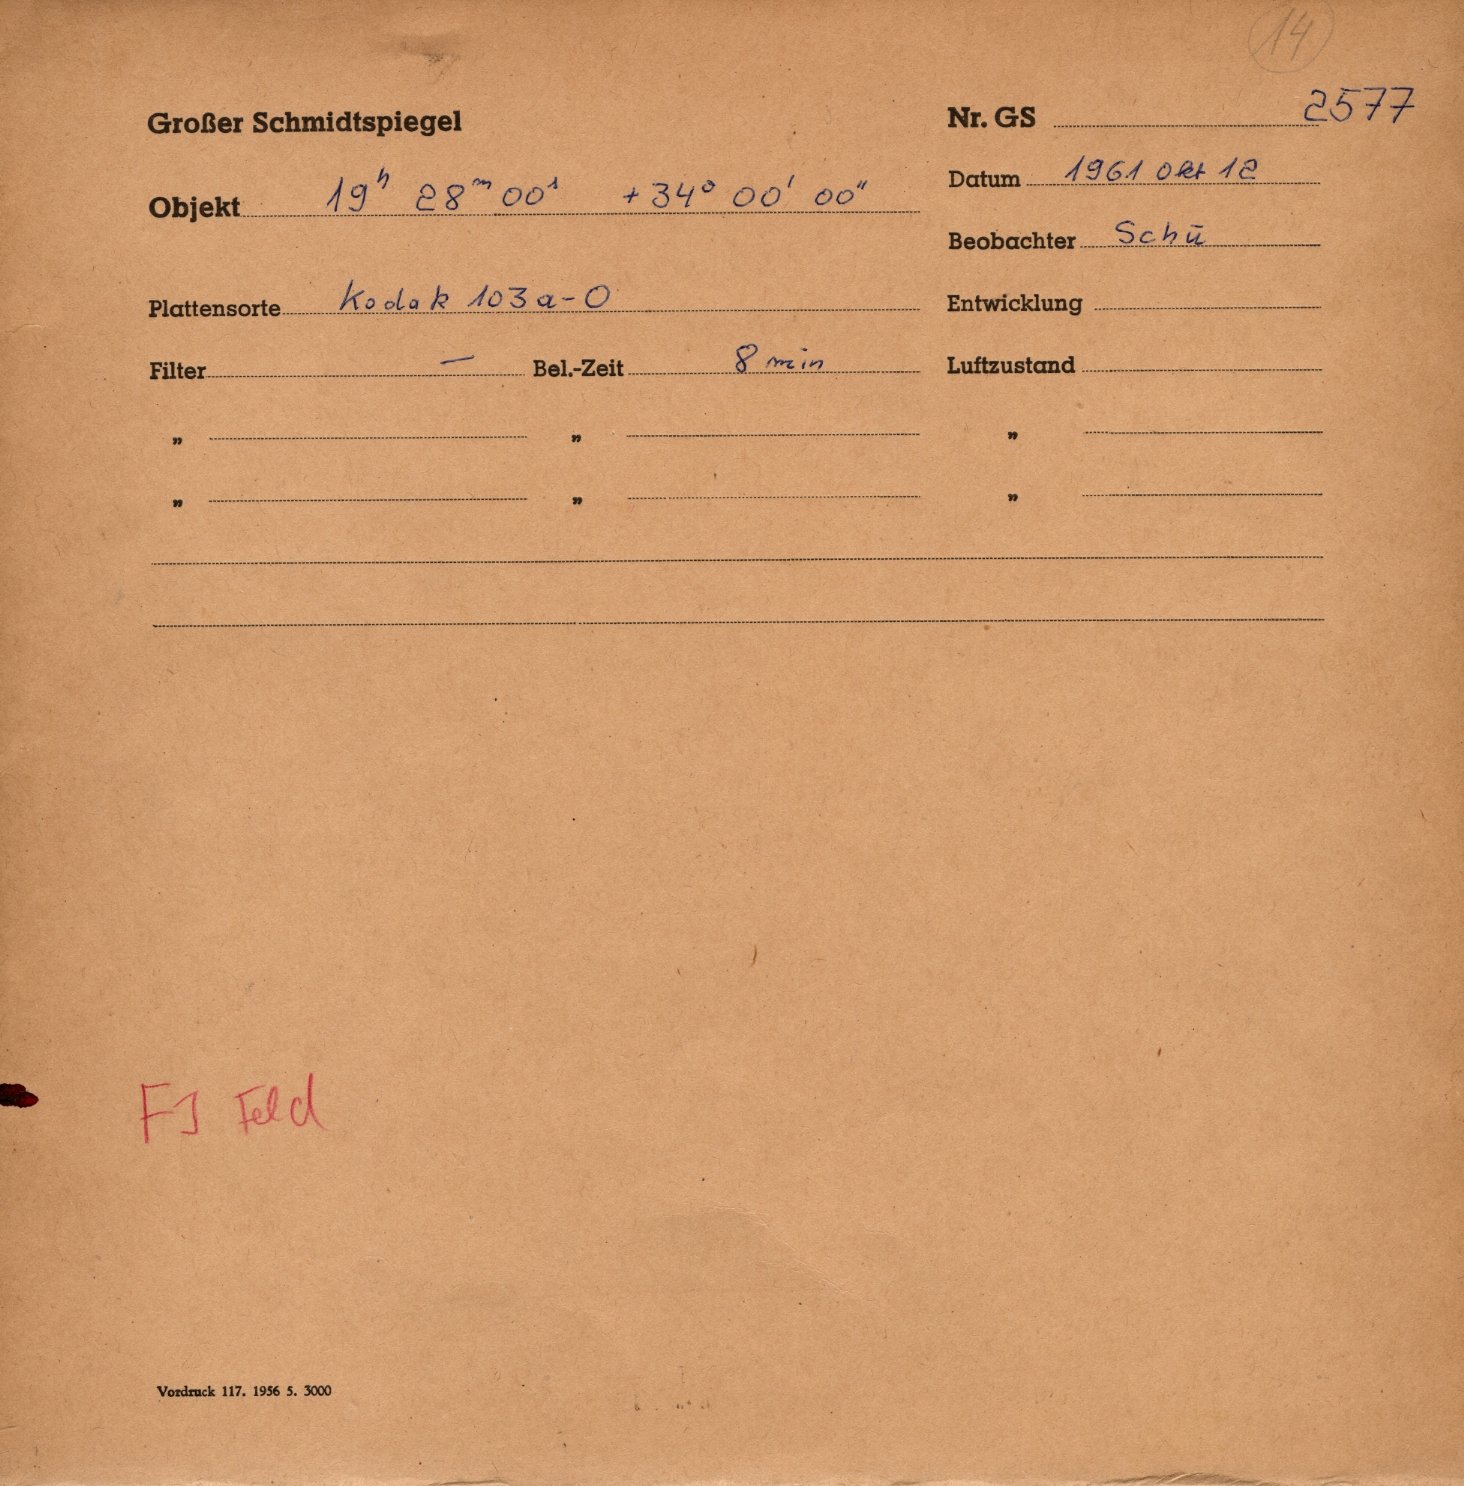 14
Großer Schmidtspiegel
Nr. GS 2577
Objekt 19h 28m 00s +34° 00' 00"
Datum 1961 Okt 12
Beobachter Schü
Plattensorte Kodak 103a-O
Entwicklung
Filter — Bel.-Zeit 8 min
Luftzustand
„ „ „
„ „ „
FJ Feld
Vordruck 117. 1956 5. 3000